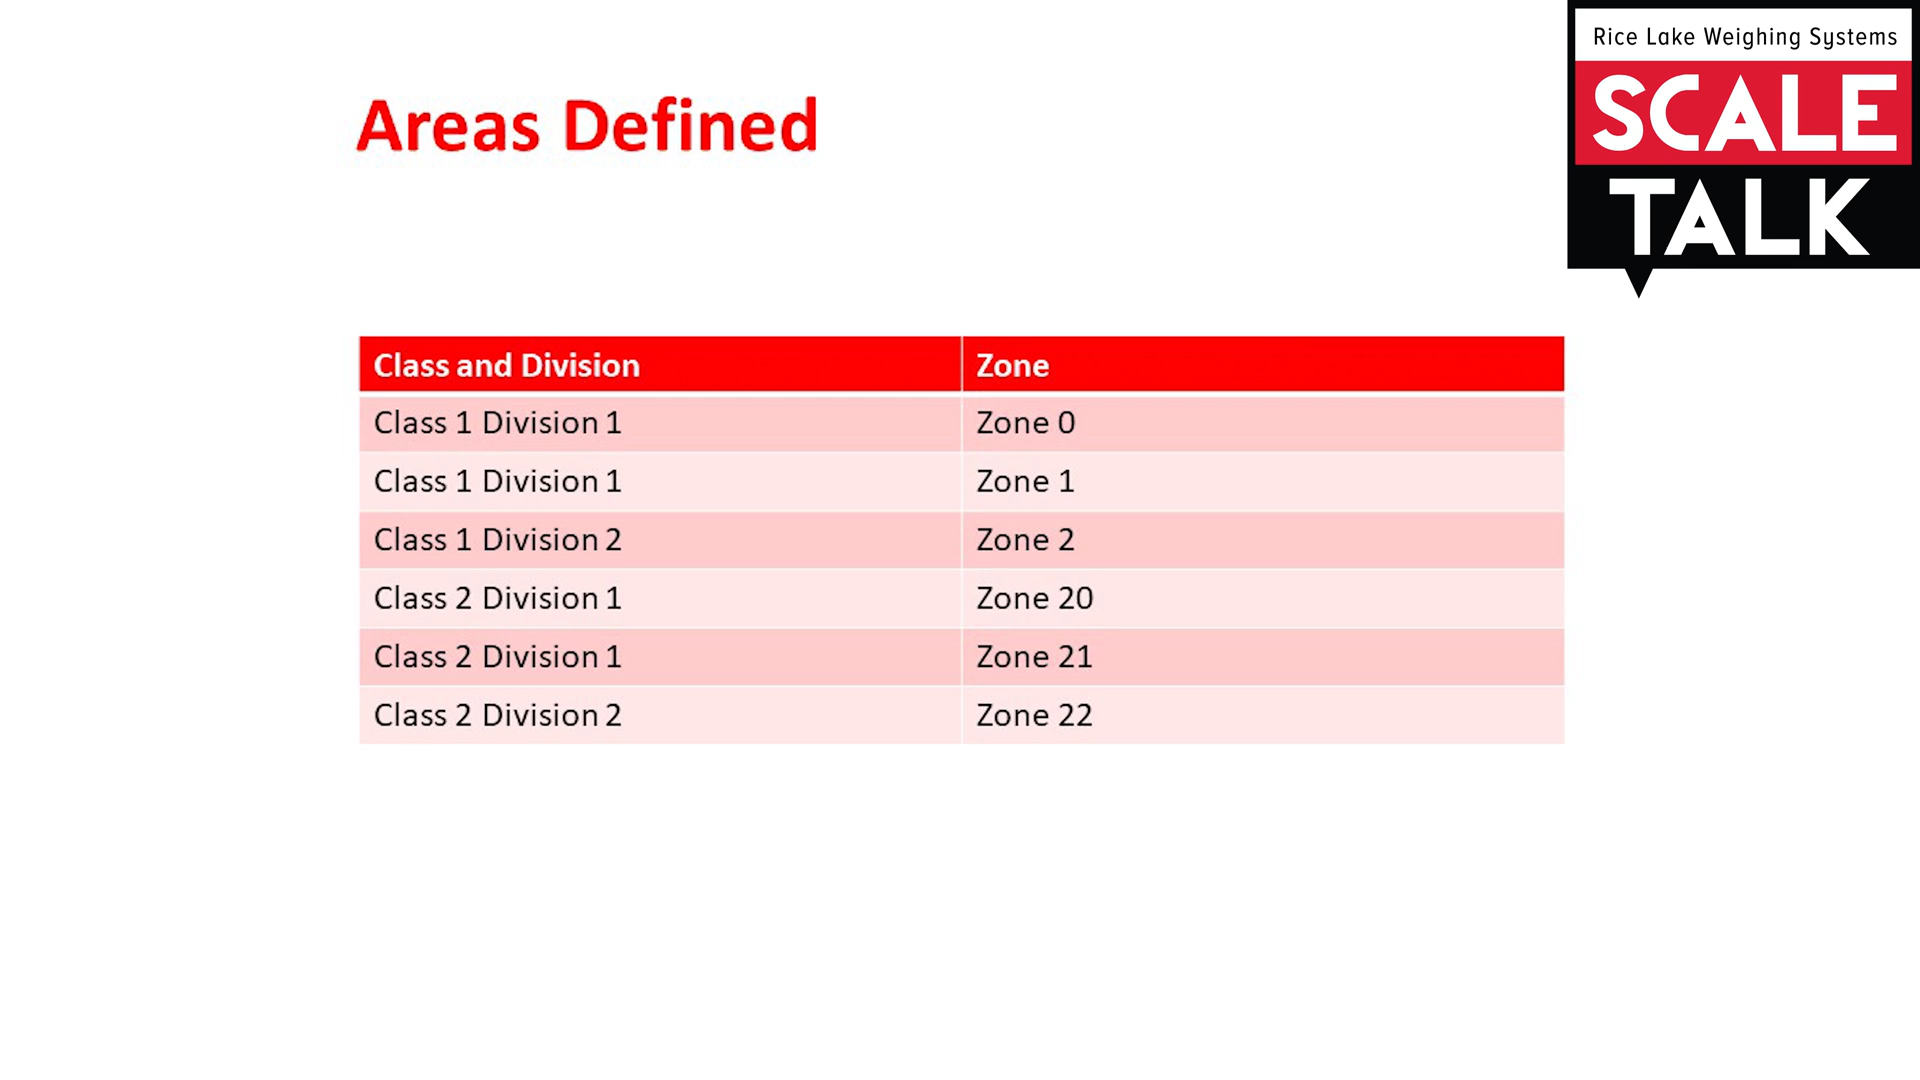 Rice Lake Weighing Systems
SCALE
TALK
Areas Defined
Class and Division Zone
Class 1 Division 1 Zone 0
Class 1 Division 1 Zone 1
Class 1 Division 2 Zone 2
Class 2 Division 1 Zone 20
Class 2 Division 1 Zone 21
Class 2 Division 2 Zone 22